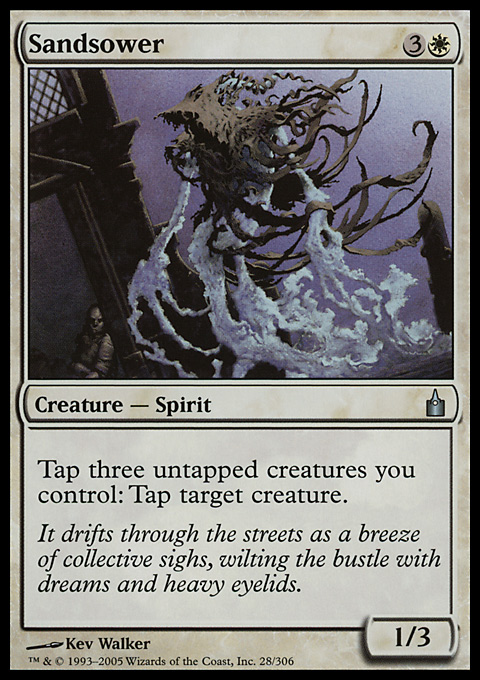 Sandsower 3
Creature — Spirit
Tap three untapped creatures you
control: Tap target creature.
It drifts through the streets as a breeze
of collective sighs, wilting the bustle with
dreams and heavy eyelids.
Kev Walker
1/3
™ & © 1993–2005 Wizards of the Coast, Inc. 28/306